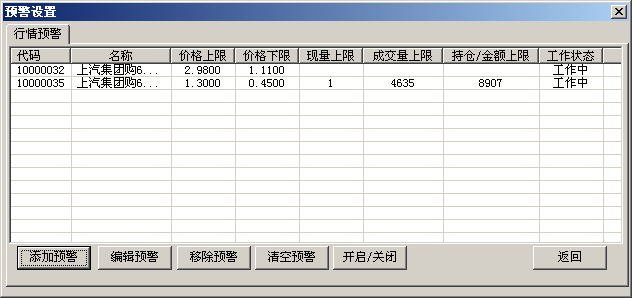 预警设置
行情预警
代码 名称 价格上限 价格下限 现量上限 成交量上限 持仓/金额上限 工作状态
10000032 上汽集团购6... 2.9800 1.1100 工作中
10000035 上汽集团购6... 1.3000 0.4500 1 4635 8907 工作中
添加预警 编辑预警 移除预警 清空预警 开启/关闭 返回